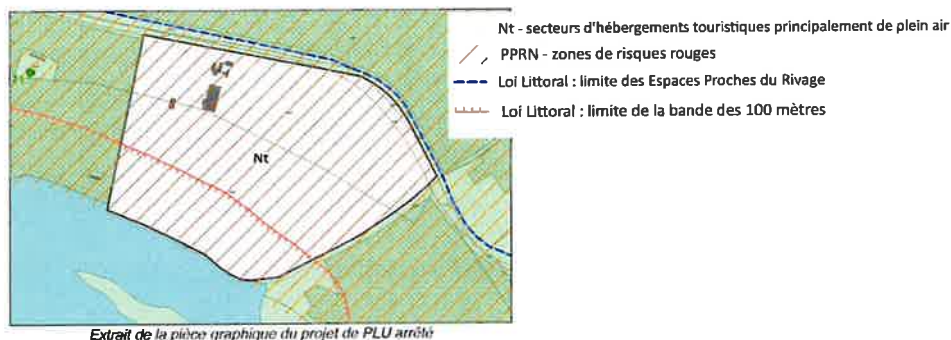 Nt - secteurs d'hébergements touristiques principalement de plein air
PPRN - zones de risques rouges
Loi Littoral : limite des Espaces Proches du Rivage
Loi Littoral : limite de la bande des 100 mètres
Nt
Extrait de la pièce graphique du projet de PLU arrêté